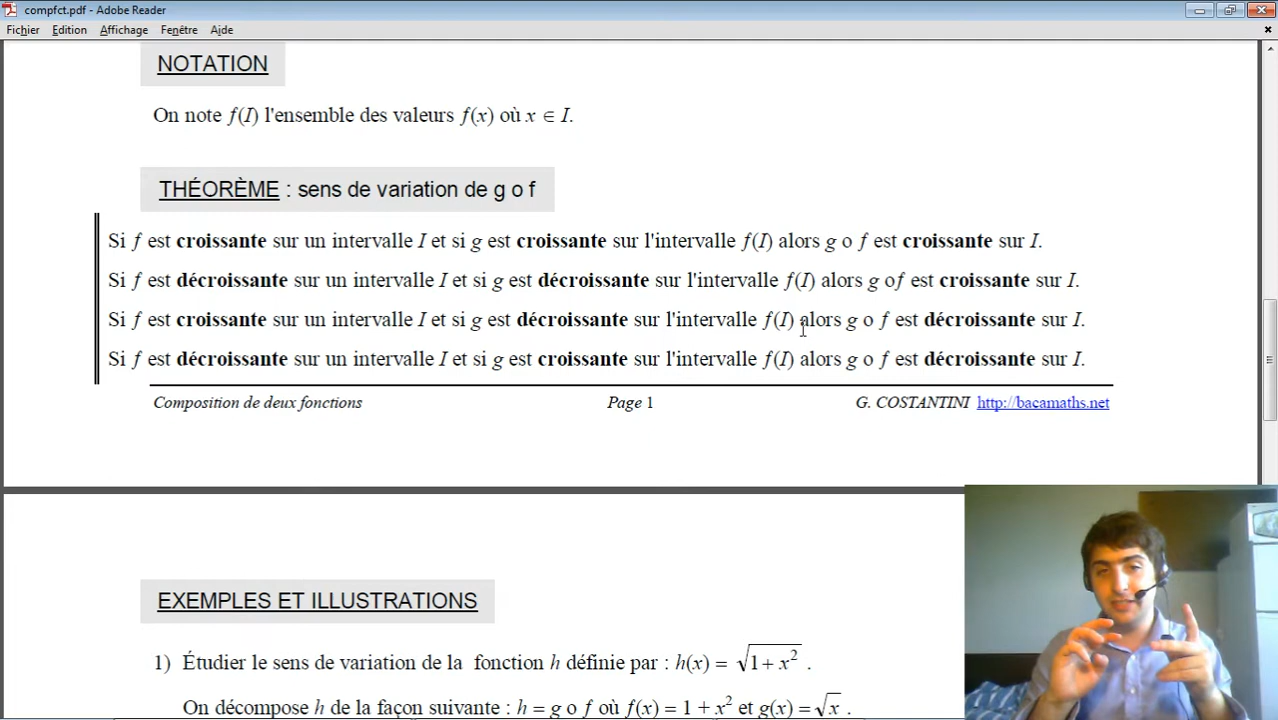 compfct.pdf - Adobe Reader
Fichier Edition Affichage Fenêtre Aide
NOTATION
On note f(I) l'ensemble des valeurs f(x) où x ∈ I.
THÉORÈME : sens de variation de g o f
Si f est croissante sur un intervalle I et si g est croissante sur l'intervalle f(I) alors g o f est croissante sur I.
Si f est décroissante sur un intervalle I et si g est décroissante sur l'intervalle f(I) alors g of est croissante sur I.
Si f est croissante sur un intervalle I et si g est décroissante sur l'intervalle f(I) alors g o f est décroissante sur I.
Si f est décroissante sur un intervalle I et si g est croissante sur l'intervalle f(I) alors g o f est décroissante sur I.
Composition de deux fonctions Page 1 G. COSTANTINI http://bacamaths.net
EXEMPLES ET ILLUSTRATIONS
1) Étudier le sens de variation de la fonction h définie par : h(x) = √(1 + x²) .
On décompose h de la façon suivante : h = g o f où f(x) = 1 + x² et g(x) = √x .